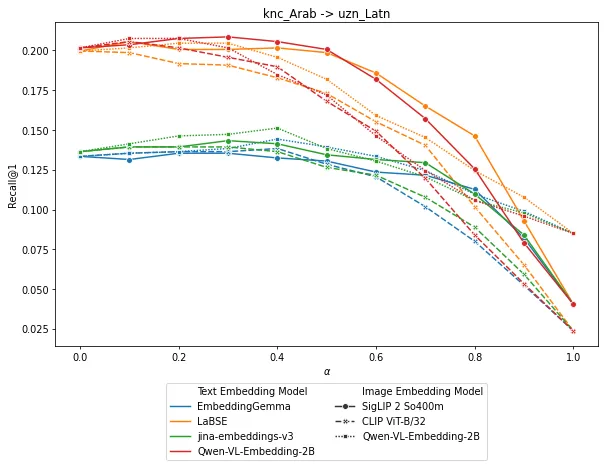 knc_Arab -> uzn_Latn
Recall@1
0.200
0.175
0.150
0.125
0.100
0.075
0.050
0.025
0.0 0.2 0.4 0.6 0.8 1.0
α
Text Embedding Model Image Embedding Model
EmbeddingGemma SigLIP 2 So400m
LaBSE CLIP ViT-B/32
jina-embeddings-v3 Qwen-VL-Embedding-2B
Qwen-VL-Embedding-2B